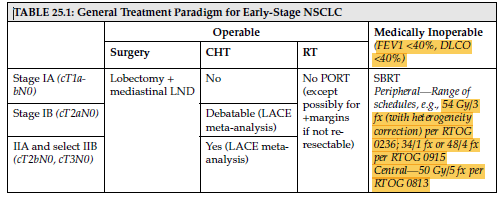 TABLE 25.1: General Treatment Paradigm for Early-Stage NSCLC
Operable
Medically Inoperable
(FEV1 <40%, DLCO
<40%)
Surgery
CHT
RT
Stage IA (cT1a-
bN0)
Lobectomy +
mediastinal LND
No
No PORT
(except
possibly for
+margins
if not re-
resectable)
SBRT
Peripheral—Range of
schedules, e.g., 54 Gy/3
fx (with heterogeneity
correction) per RTOG
0236; 34/1 fx or 48/4 fx
per RTOG 0915
Central—50 Gy/5 fx per
RTOG 0813
Stage IB (cT2aN0)
Debatable (LACE
meta-analysis)
IIA and select IIB
(cT2bN0, cT3N0)
Yes (LACE meta-
analysis)